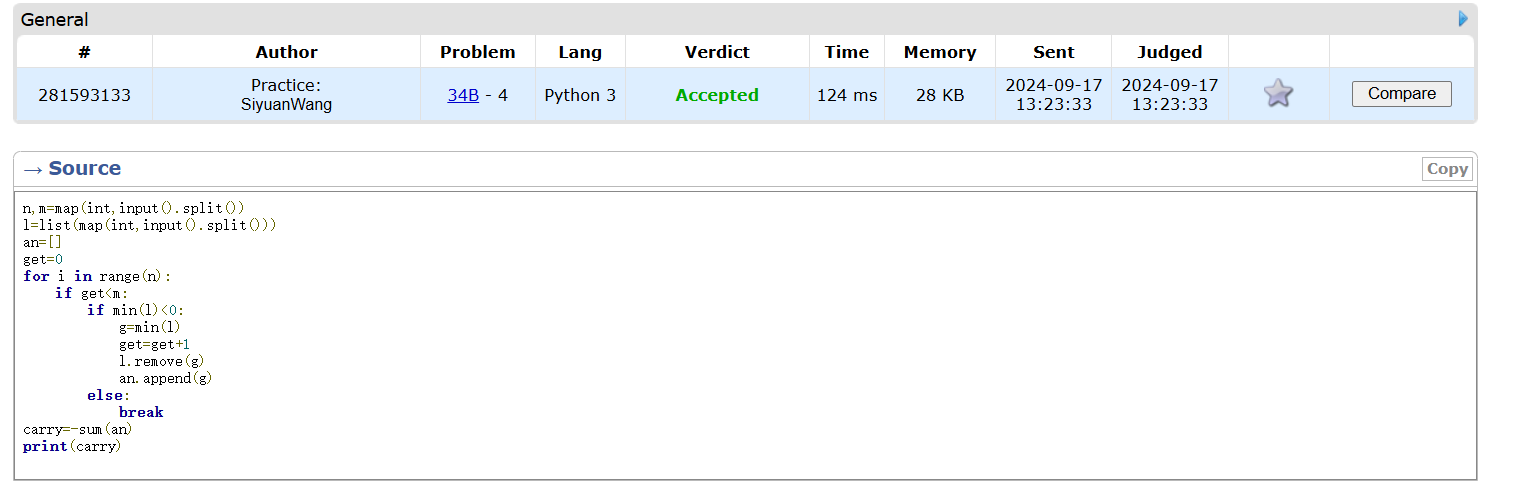 General
# Author Problem Lang Verdict Time Memory Sent Judged
281593133 Practice: SiyuanWang 34B - 4 Python 3 Accepted 124 ms 28 KB 2024-09-17 13:23:33 2024-09-17 13:23:33 Compare
→ Source Copy
n,m=map(int,input().split())
l=list(map(int,input().split()))
an=[]
get=0
for i in range(n):
    if get<m:
        if min(l)<0:
            g=min(l)
            get=get+1
            l.remove(g)
            an.append(g)
        else:
            break
carry=-sum(an)
print(carry)